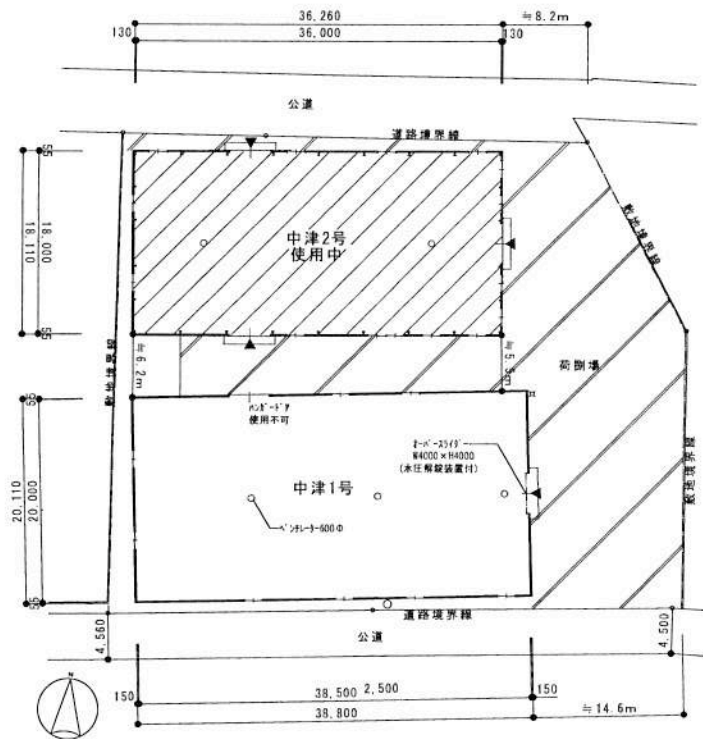 36,260
≒8.2m
130
36,000
130
公道
道路境界線
55
18,110
18,000
55
中津2号
使用中
敷地境界線
敷地境界線
≒6.2m
≒5.5m
荷捌場
ハンガードア
使用不可
オーバースライダー
W4000×H4000
(水圧解錠装置付)
中津1号
ベンチレーター600Φ
55
20,110
20,000
55
敷地境界線
道路境界線
4,560
公道
4,500
N
150
38,500
2,500
150
38,800
≒14.6m